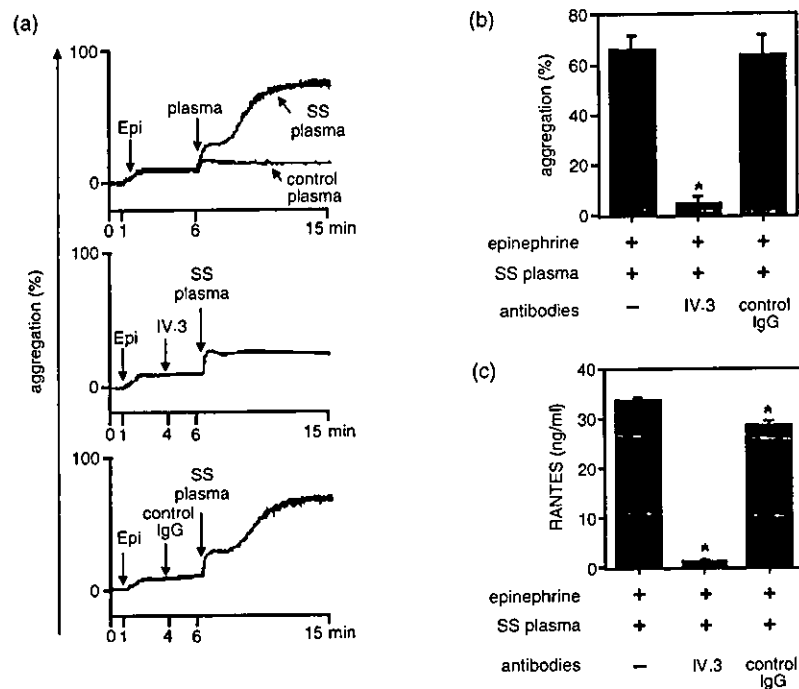 (a)
aggregation (%)
100
0
Epi
plasma
SS
plasma
control
plasma
0 1 6 15 min
100
0
Epi
IV.3
SS
plasma
0 1 4 6 15 min
100
0
Epi
control
IgG
SS
plasma
0 1 4 6 15 min
(b)
aggregation (%)
80
60
40
20
0
*
epinephrine + + +
SS plasma + + +
antibodies – IV.3 control
IgG
(c)
RANTES (ng/ml)
40
30
20
10
0
*
*
epinephrine + + +
SS plasma + + +
antibodies – IV.3 control
IgG